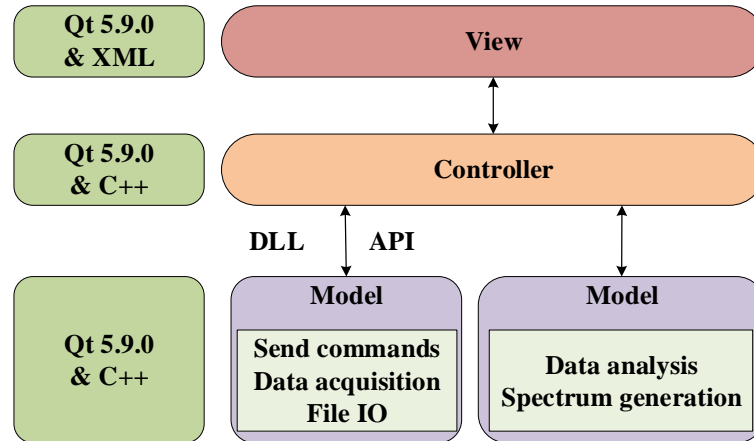 Qt 5.9.0
& XML
View
Qt 5.9.0
& C++
Controller
DLL
API
Qt 5.9.0
& C++
Model
Send commands
Data acquisition
File IO
Model
Data analysis
Spectrum generation